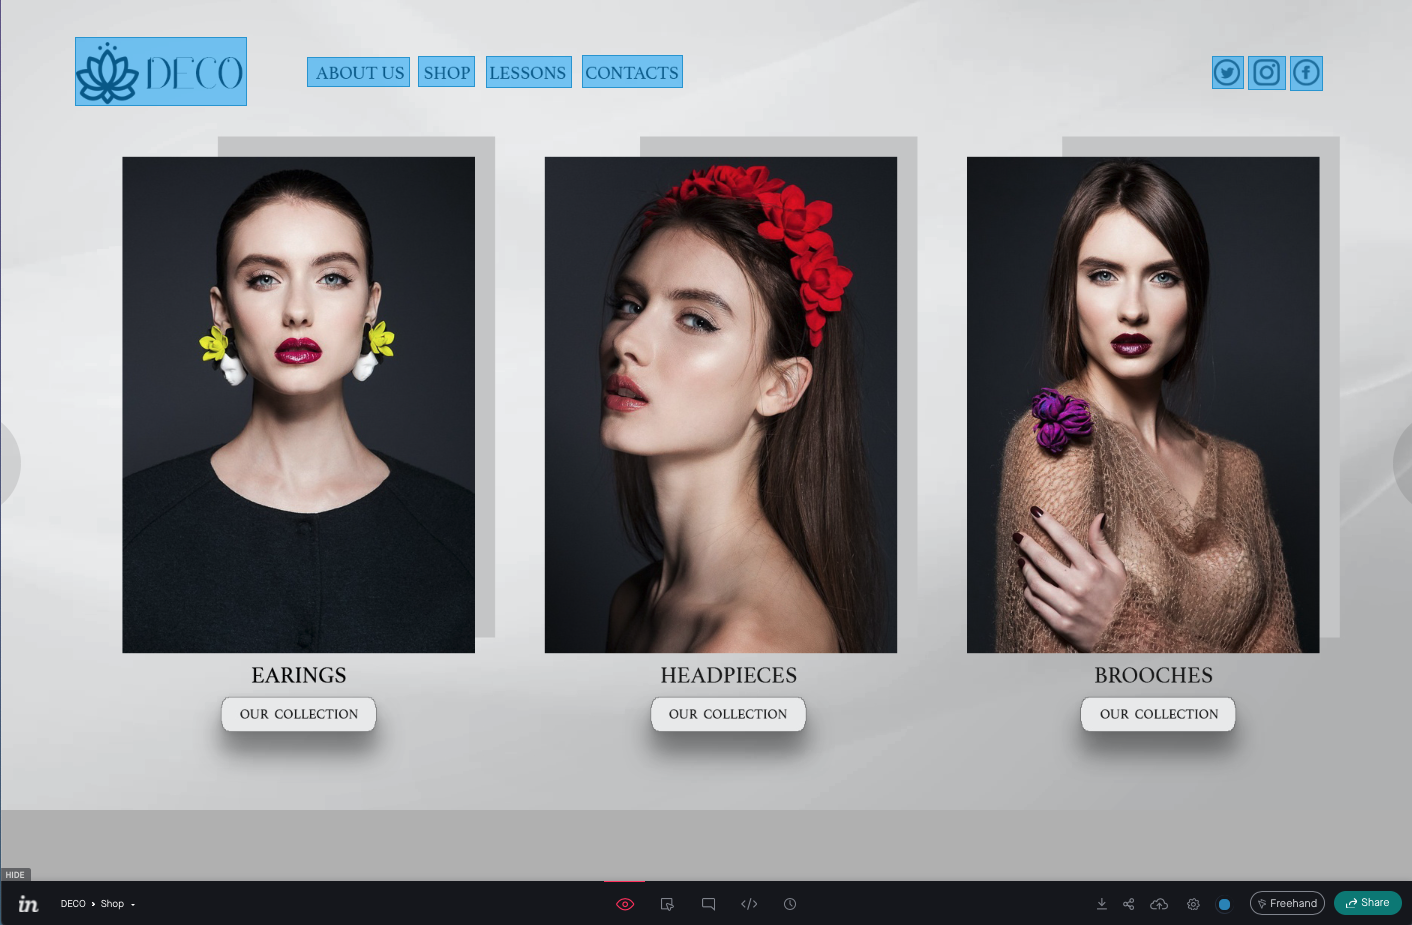 DECO
ABOUT US SHOP LESSONS CONTACTS
EARINGS
OUR COLLECTION
HEADPIECES
OUR COLLECTION
BROOCHES
OUR COLLECTION
HIDE
in DECO › Shop
Freehand Share